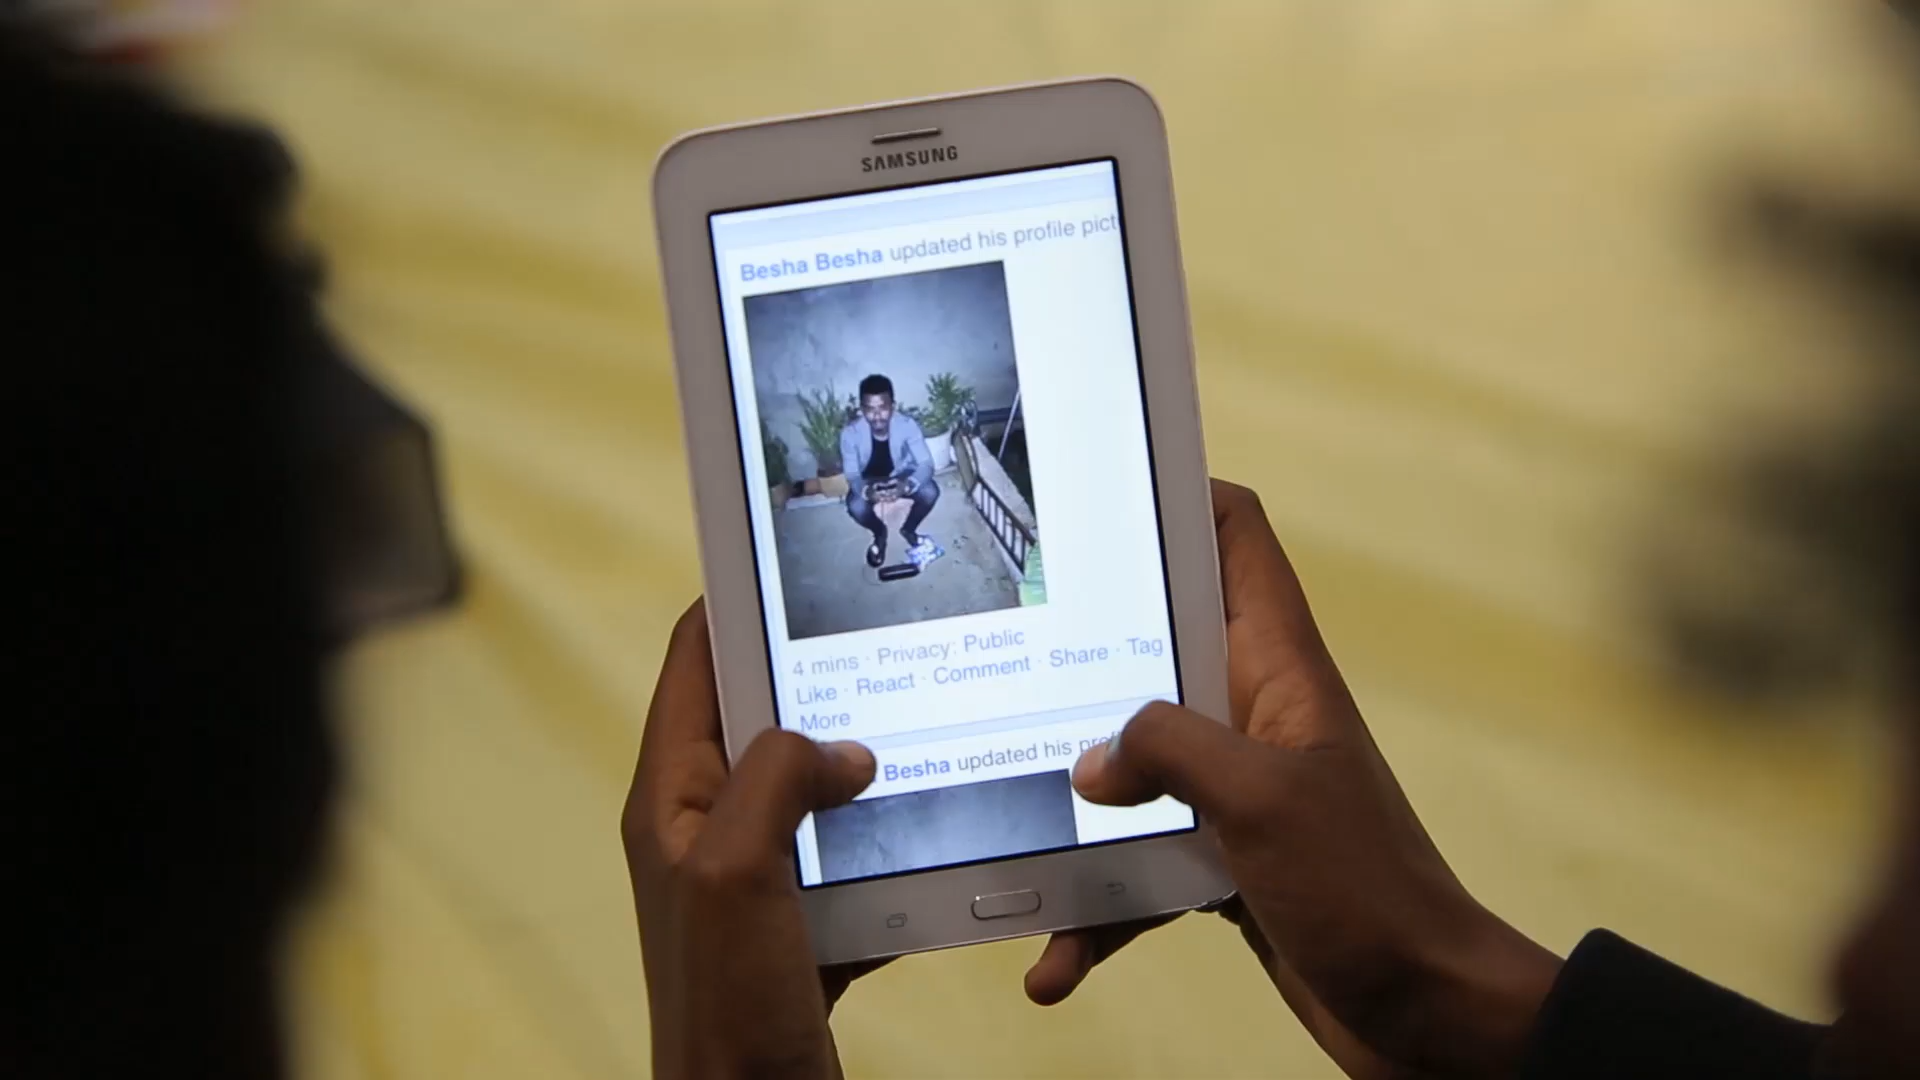 SAMSUNG
Besha Besha updated his profile pict
4 mins · Privacy: Public
Like · React · Comment · Share · Tag
More
Besha updated his